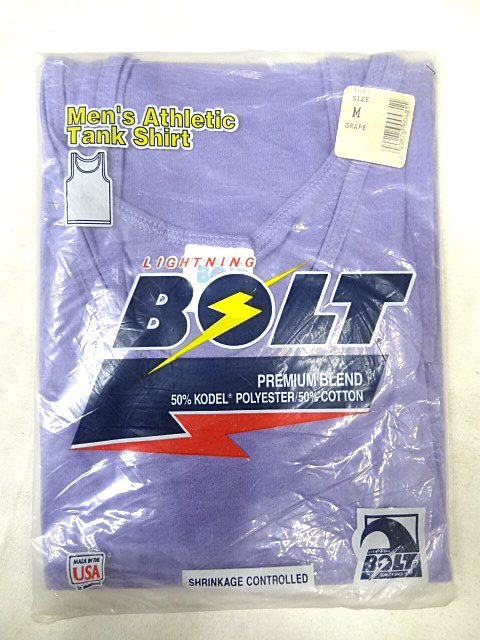 Men's Athletic
Tank Shirt
SIZE
M
GRAPE
LIGHTNING
BOLT
PREMIUM BLEND
50% KODEL® POLYESTER/50% COTTON
MADE IN THE
USA
BOLT
SHRINKAGE CONTROLLED